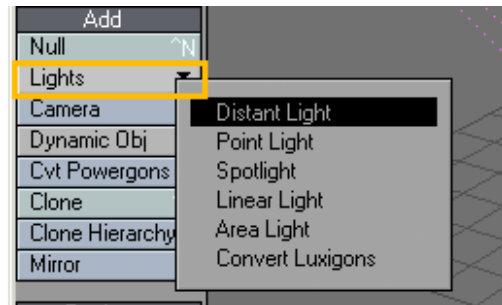 Add
Null ^N
Lights
Camera
Dynamic Obj
Cvt Powergons
Clone
Clone Hierarchy
Mirror
Distant Light
Point Light
Spotlight
Linear Light
Area Light
Convert Luxigons